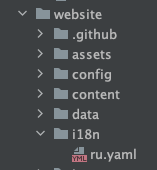 website
.github
assets
config
content
data
i18n
YML ru.yaml